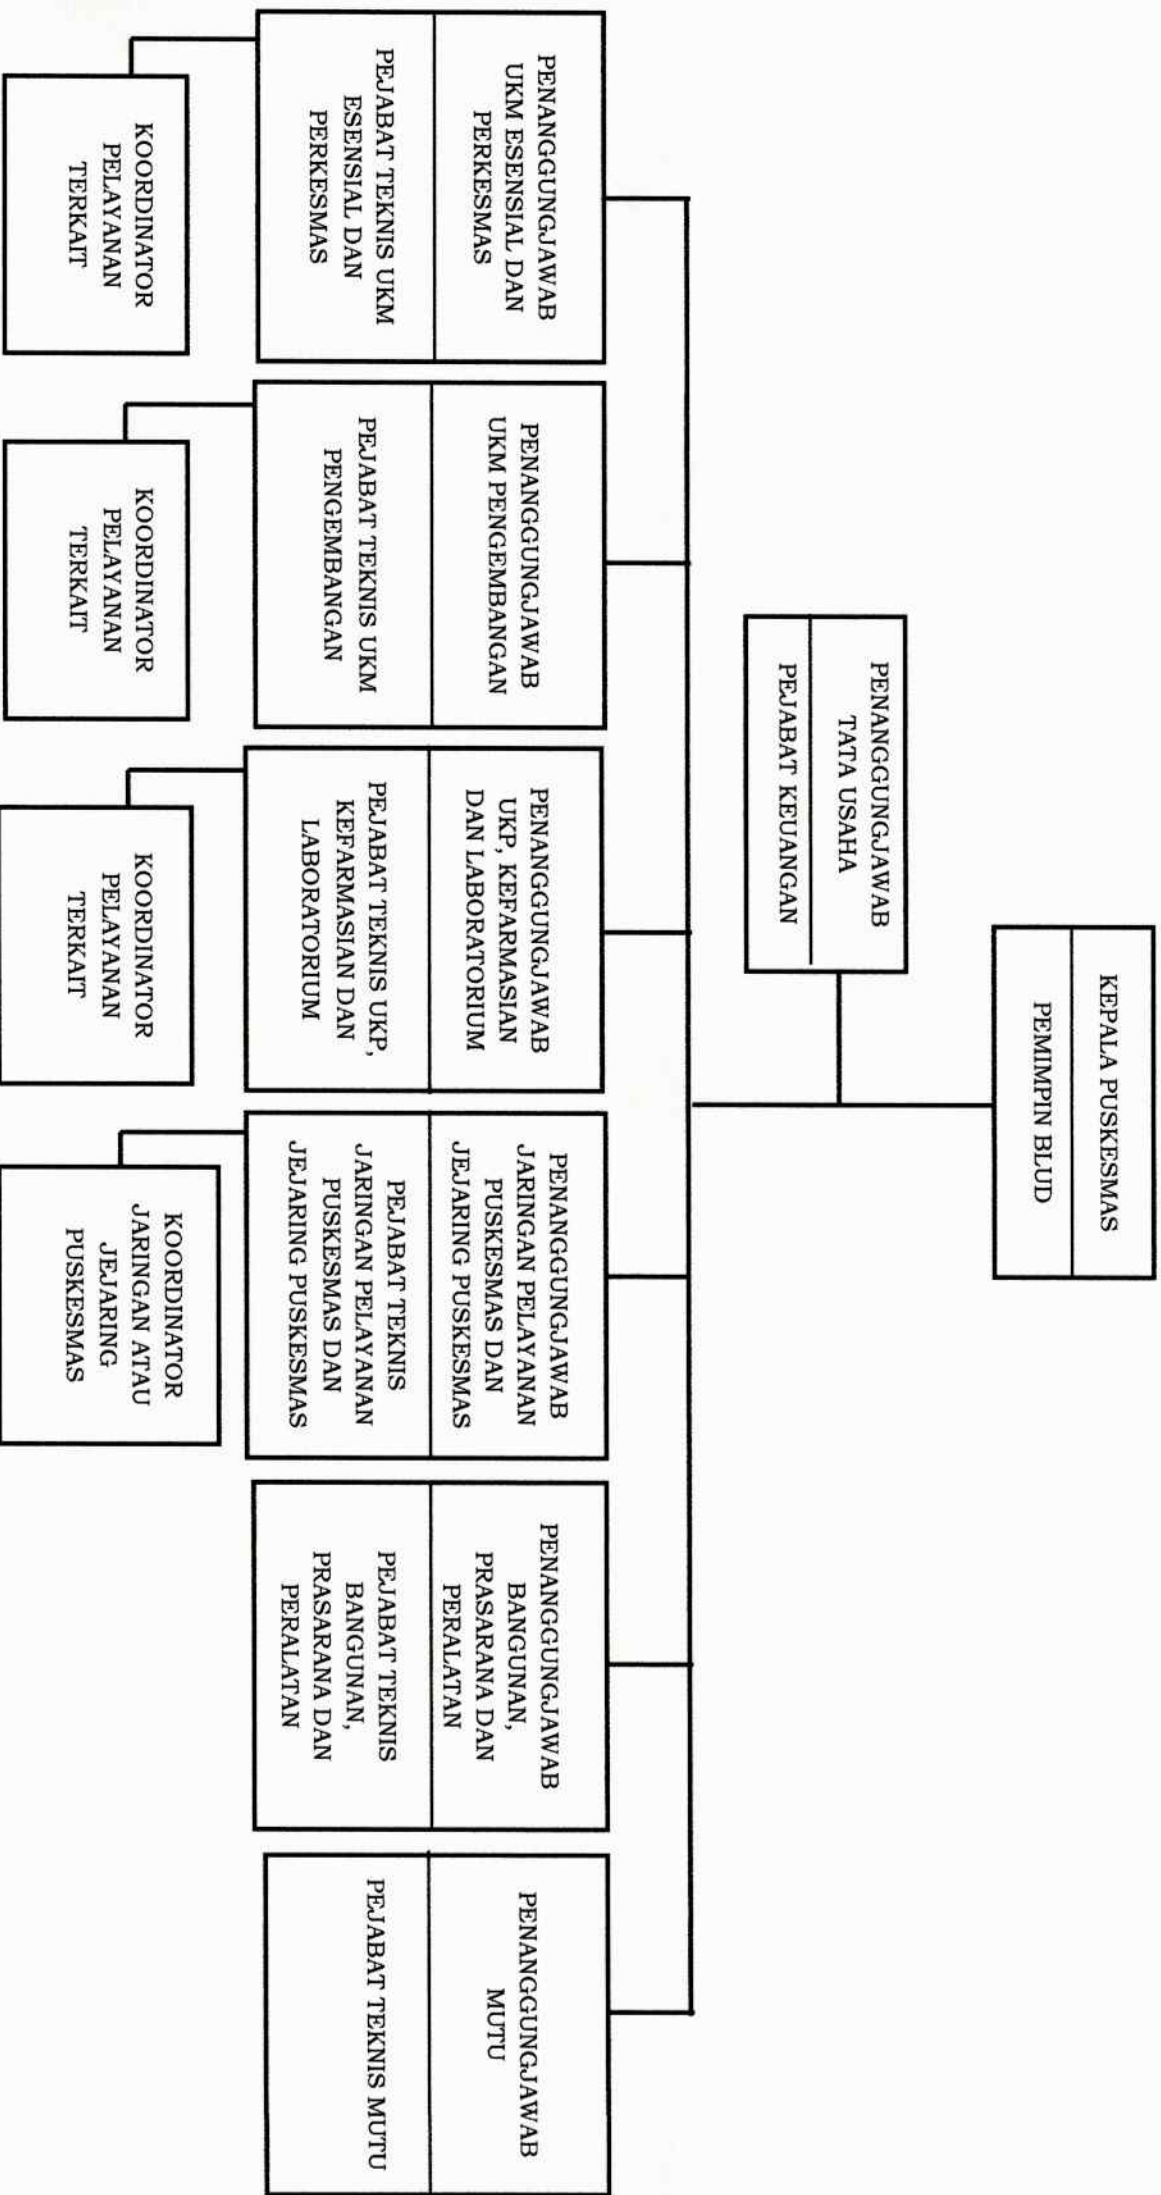 KEPALA PUSKESMAS
PEMIMPIN BLUD
PENANGGUNGJAWAB
TATA USAHA
PEJABAT KEUANGAN
PENANGGUNGJAWAB
UKM ESENSIAL DAN
PERKESMAS
PEJABAT TEKNIS UKM
ESENSIAL DAN
PERKESMAS
KOORDINATOR
PELAYANAN
TERKAIT
PENANGGUNGJAWAB
UKM PENGEMBANGAN
PEJABAT TEKNIS UKM
PENGEMBANGAN
KOORDINATOR
PELAYANAN
TERKAIT
PENANGGUNGJAWAB
UKP, KEFARMASIAN
DAN LABORATORIUM
PEJABAT TEKNIS UKP,
KEFARMASIAN DAN
LABORATORIUM
KOORDINATOR
PELAYANAN
TERKAIT
PENANGGUNGJAWAB
JARINGAN PELAYANAN
PUSKESMAS DAN
JEJARING PUSKESMAS
PEJABAT TEKNIS
JARINGAN PELAYANAN
PUSKESMAS DAN
JEJARING PUSKESMAS
KOORDINATOR
JARINGAN ATAU
JEJARING
PUSKESMAS
PENANGGUNGJAWAB
BANGUNAN,
PRASARANA DAN
PERALATAN
PEJABAT TEKNIS
BANGUNAN,
PRASARANA DAN
PERALATAN
PENANGGUNGJAWAB
MUTU
PEJABAT TEKNIS MUTU